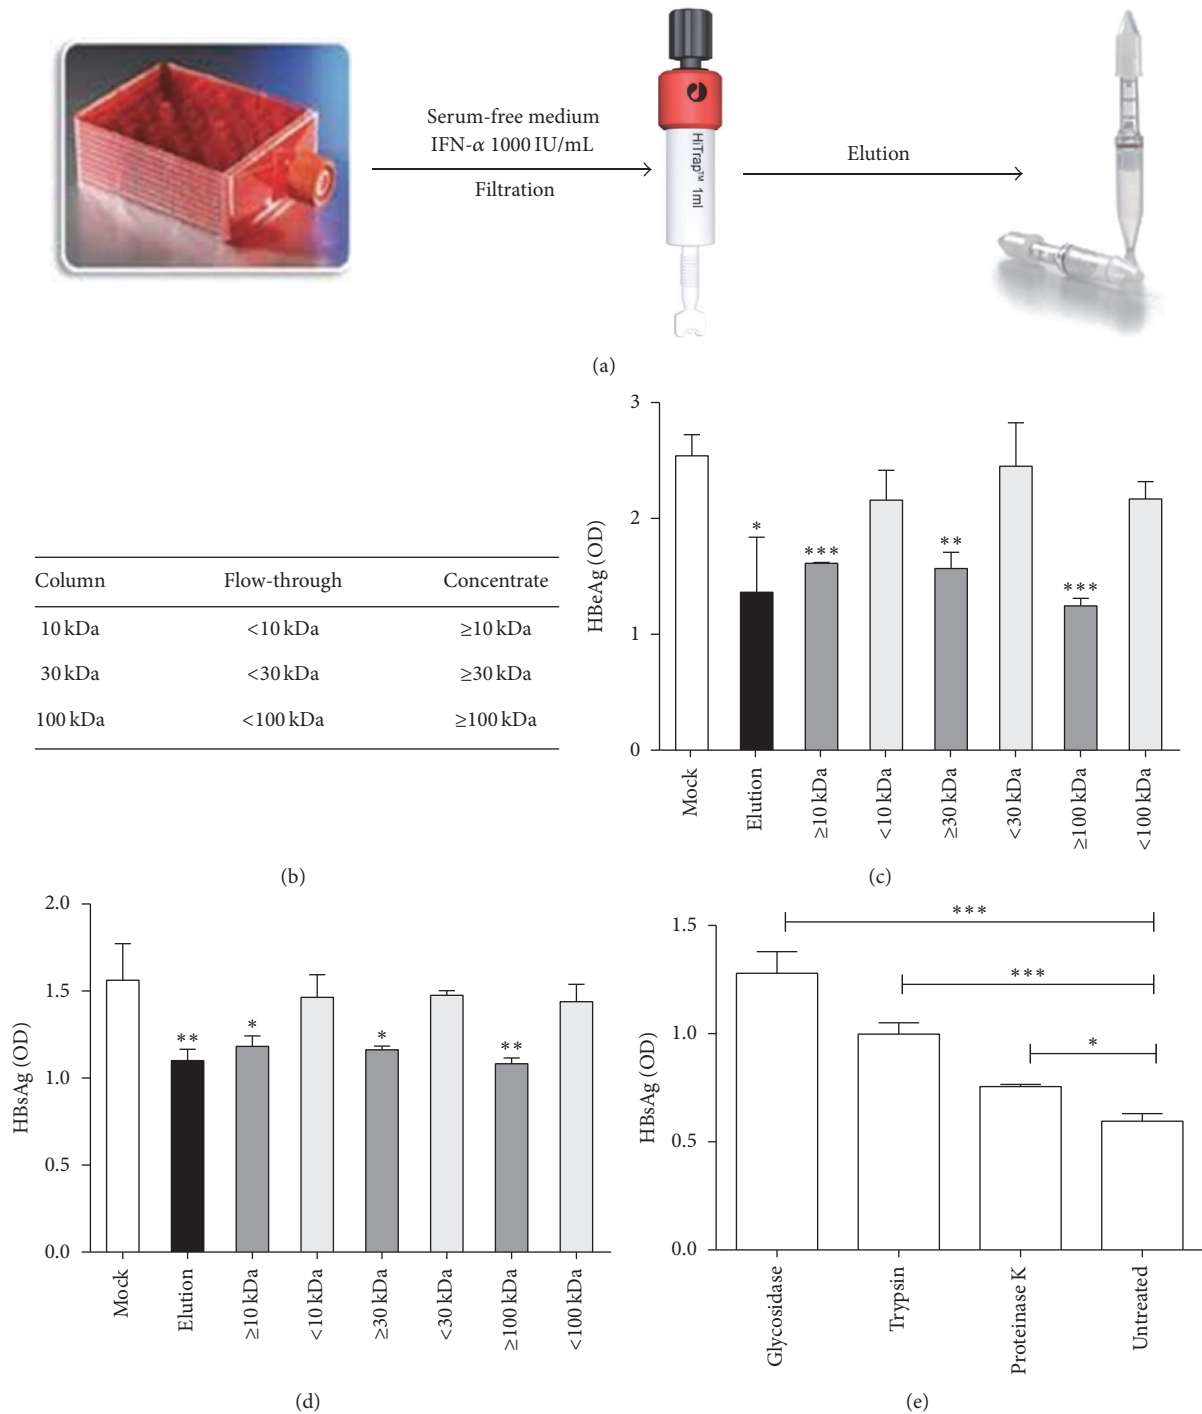 Serum-free medium
IFN-α 1000 IU/mL
Filtration
HiTrap™ 1ml
Elution
(a)
Column Flow-through Concentrate
10 kDa <10 kDa ≥10 kDa
30 kDa <30 kDa ≥30 kDa
100 kDa <100 kDa ≥100 kDa
(b)
HBeAg (OD)
3
2
1
0
* *** ** ***
Mock
Elution
≥10 kDa
<10 kDa
≥30 kDa
<30 kDa
≥100 kDa
<100 kDa
(c)
HBsAg (OD)
2.0
1.5
1.0
0.5
0.0
** * * **
Mock
Elution
≥10 kDa
<10 kDa
≥30 kDa
<30 kDa
≥100 kDa
<100 kDa
(d)
HBsAg (OD)
1.5
1.0
0.5
0.0
***
***
*
Glycosidase
Trypsin
Proteinase K
Untreated
(e)